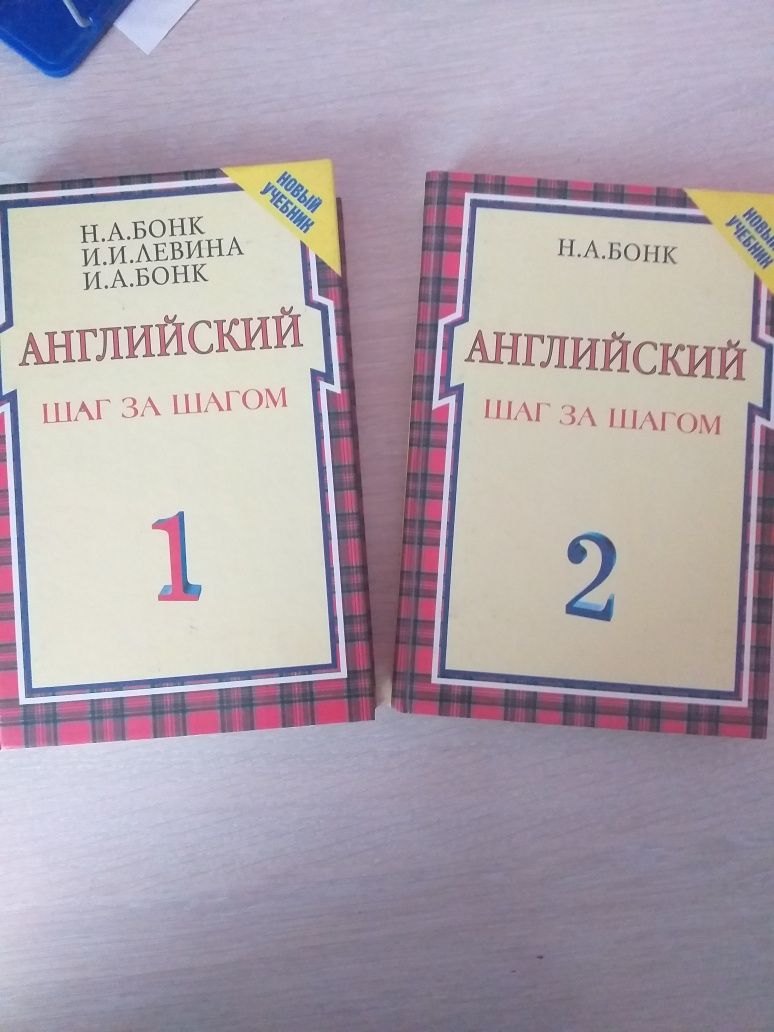 НОВЫЙ
УЧЕБНИК
Н.А.БОНК
И.И.ЛЕВИНА
И.А.БОНК
АНГЛИЙСКИЙ
ШАГ ЗА ШАГОМ
1
НОВЫЙ
УЧЕБНИК
Н.А.БОНК
АНГЛИЙСКИЙ
ШАГ ЗА ШАГОМ
2